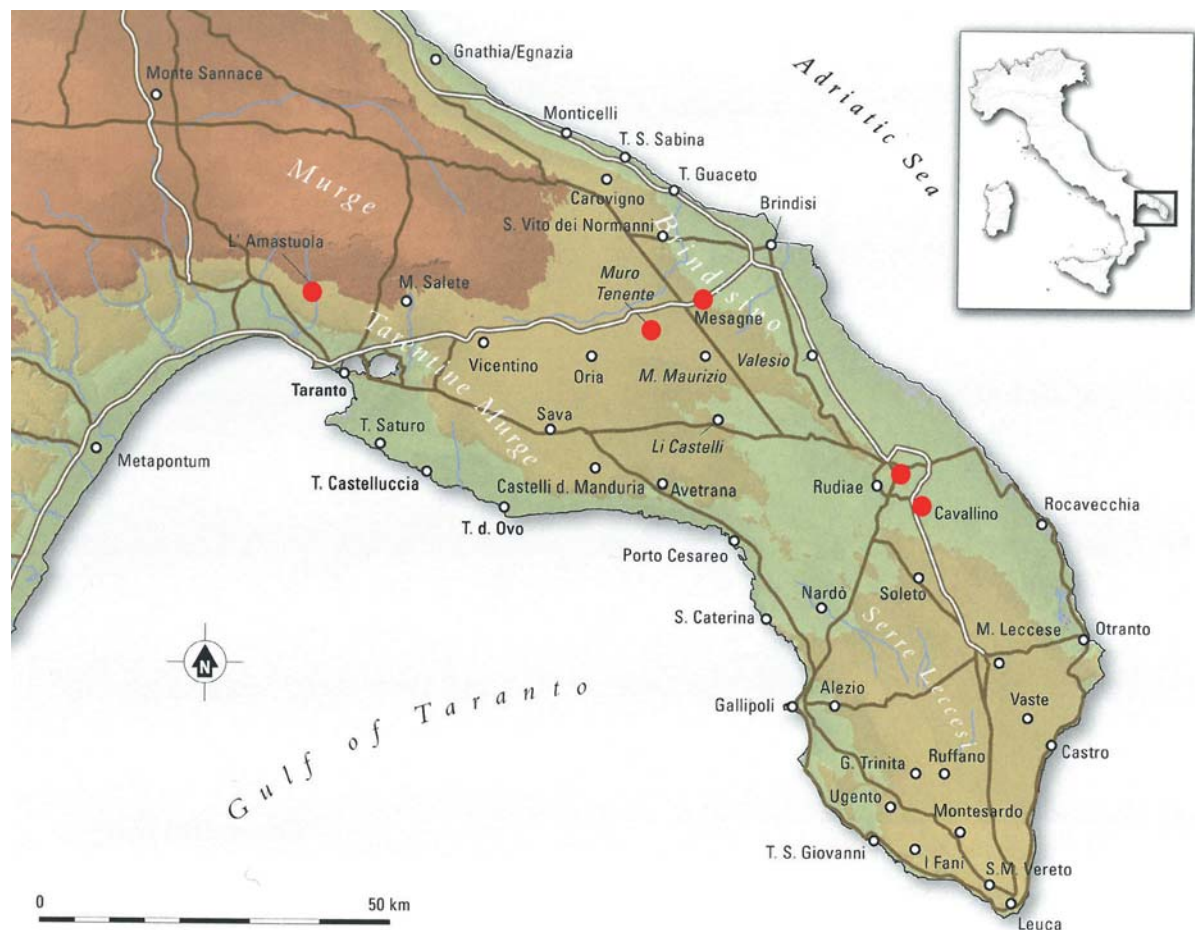 Gnathia/Egnazia
Monte Sannace
Adriatic Sea
Monticelli
T. S. Sabina
Murge
T. Guaceto
Carovigno
Brindisi
S. Vito dei Normanni
Brindisino
L' Amastuola
M. Salete
Muro
Tenente
Mesagne
Tarentine Murge
Vicentino
Oria
M. Maurizio
Valesio
Taranto
Sava
T. Saturo
Li Castelli
Metapontum
T. Castelluccia
Castelli d. Manduria
Avetrana
Rudiae
Cavallino
Rocavecchia
T. d. Ovo
Porto Cesareo
Nardò
Soleto
S. Caterina
Serre Leccesi
M. Leccese
Otranto
N
Gulf of Taranto
Gallipoli
Alezio
Vaste
Castro
G. Trinita
Ruffano
Ugento
Montesardo
T. S. Giovanni
I Fani
S.M. Vereto
Leuca
0 50 km